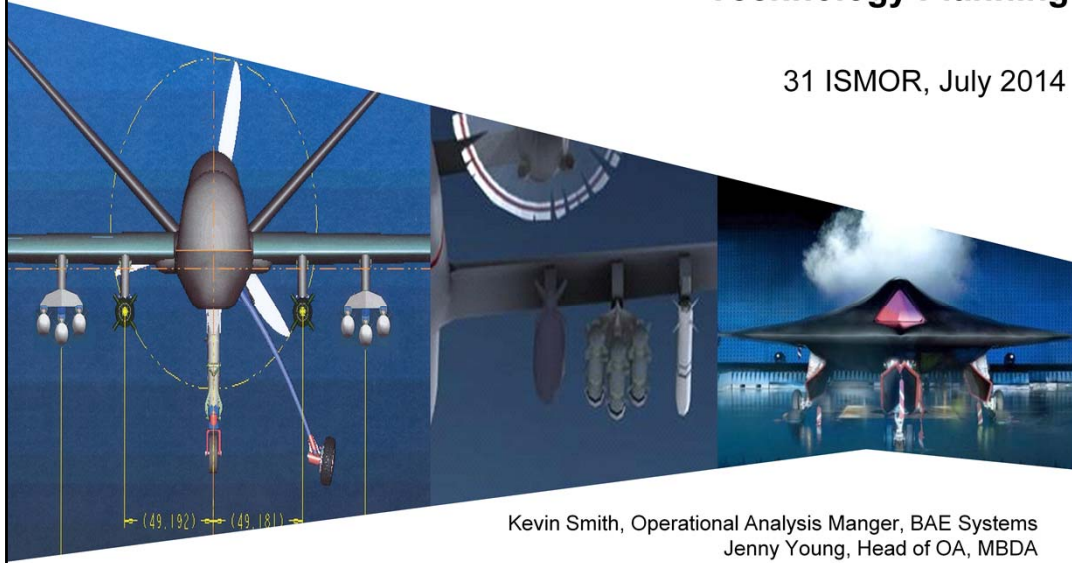 31 ISMOR, July 2014
(49.192)
(49.181)
Kevin Smith, Operational Analysis Manger, BAE Systems
Jenny Young, Head of OA, MBDA